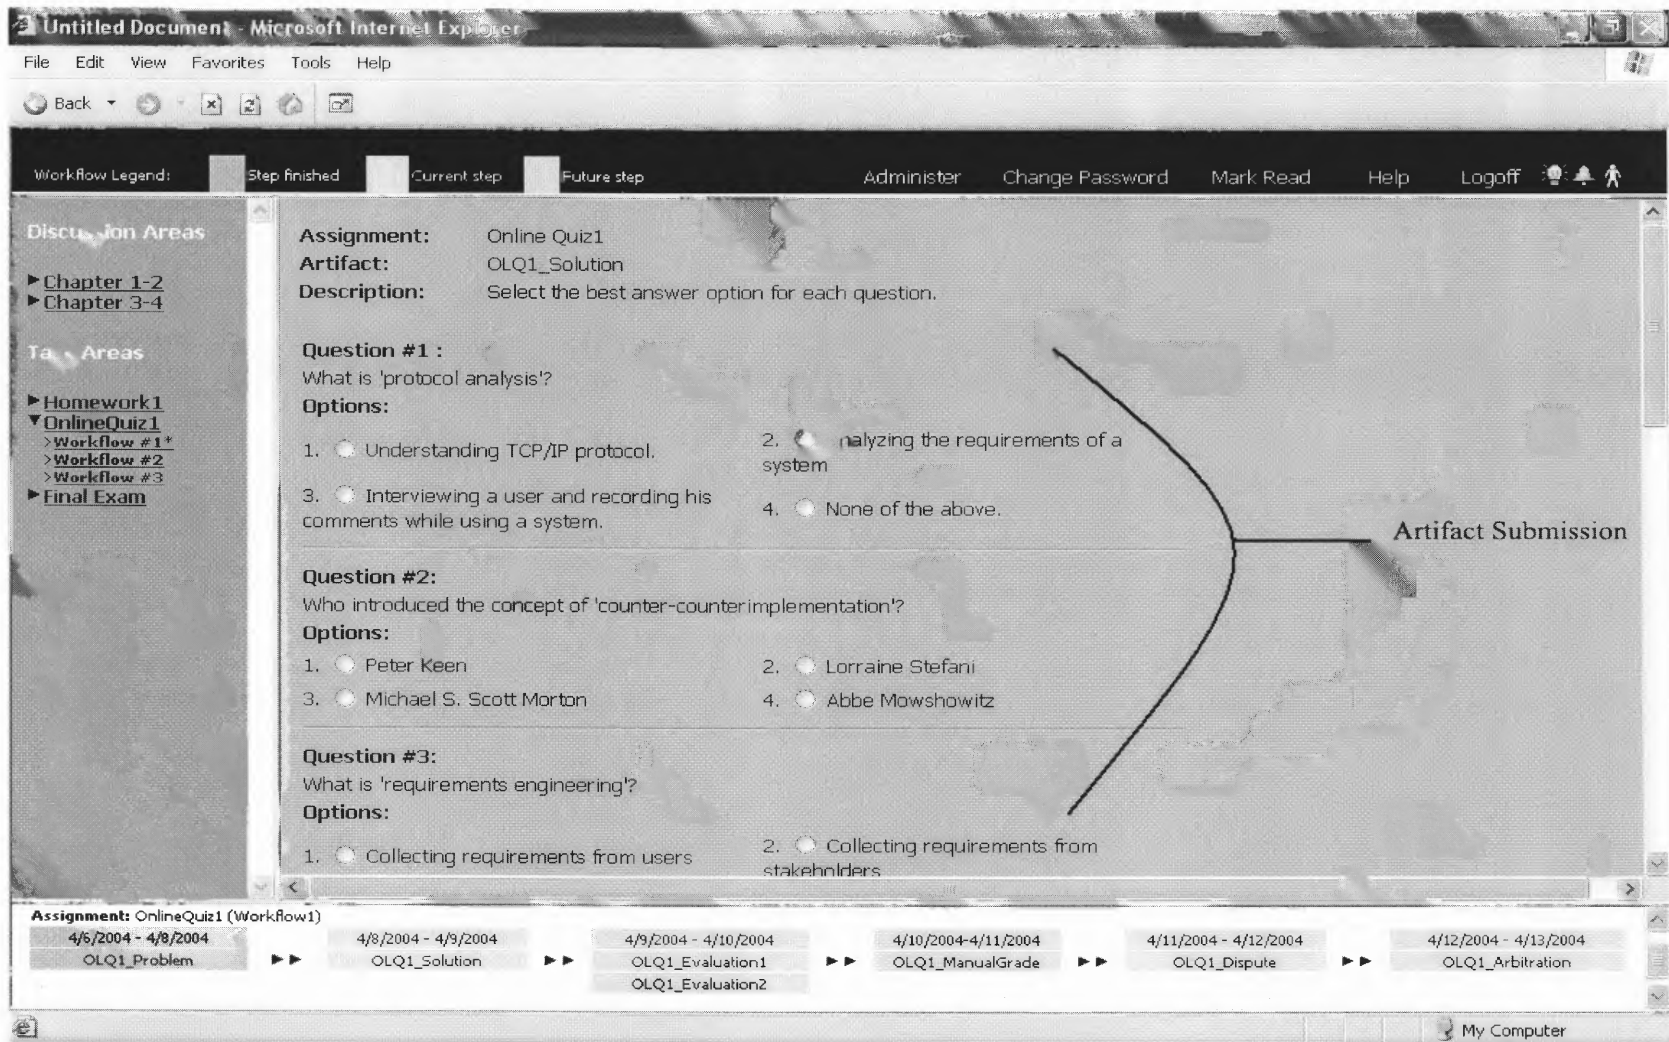 Untitled Document - Microsoft Internet Explorer
File Edit View Favorites Tools Help
Back
Workflow Legend: Step finished Current step Future step Administer Change Password Mark Read Help Logoff
Areas
Chapter 1-2
Chapter 3-4
Areas
Homework1
OnlineQuiz1
>Workflow #1*
>Workflow #2
>Workflow #3
Final Exam
Assignment: Online Quiz1
Artifact: OLQ1_Solution
Description: Select the best answer option for each question.
Question #1 :
What is 'protocol analysis'?
Options:
1. Understanding TCP/IP protocol.
2. nalyzing the requirements of a
system
3. Interviewing a user and recording his
comments while using a system.
4. None of the above.
Question #2:
Who introduced the concept of 'counter-counterimplementation'?
Options:
1. Peter Keen
2. Lorraine Stefani
3. Michael S. Scott Morton
4. Abbe Mowshowitz
Question #3:
What is 'requirements engineering'?
Options:
1. Collecting requirements from users
2. Collecting requirements from
stakeholders
Artifact Submission
Assignment: OnlineQuiz1 (Workflow1)
4/6/2004 - 4/8/2004
OLQ1_Problem
4/8/2004 - 4/9/2004
OLQ1_Solution
4/9/2004 - 4/10/2004
OLQ1_Evaluation1
OLQ1_Evaluation2
4/10/2004-4/11/2004
OLQ1_ManualGrade
4/11/2004 - 4/12/2004
OLQ1_Dispute
4/12/2004 - 4/13/2004
OLQ1_Arbitration
My Computer